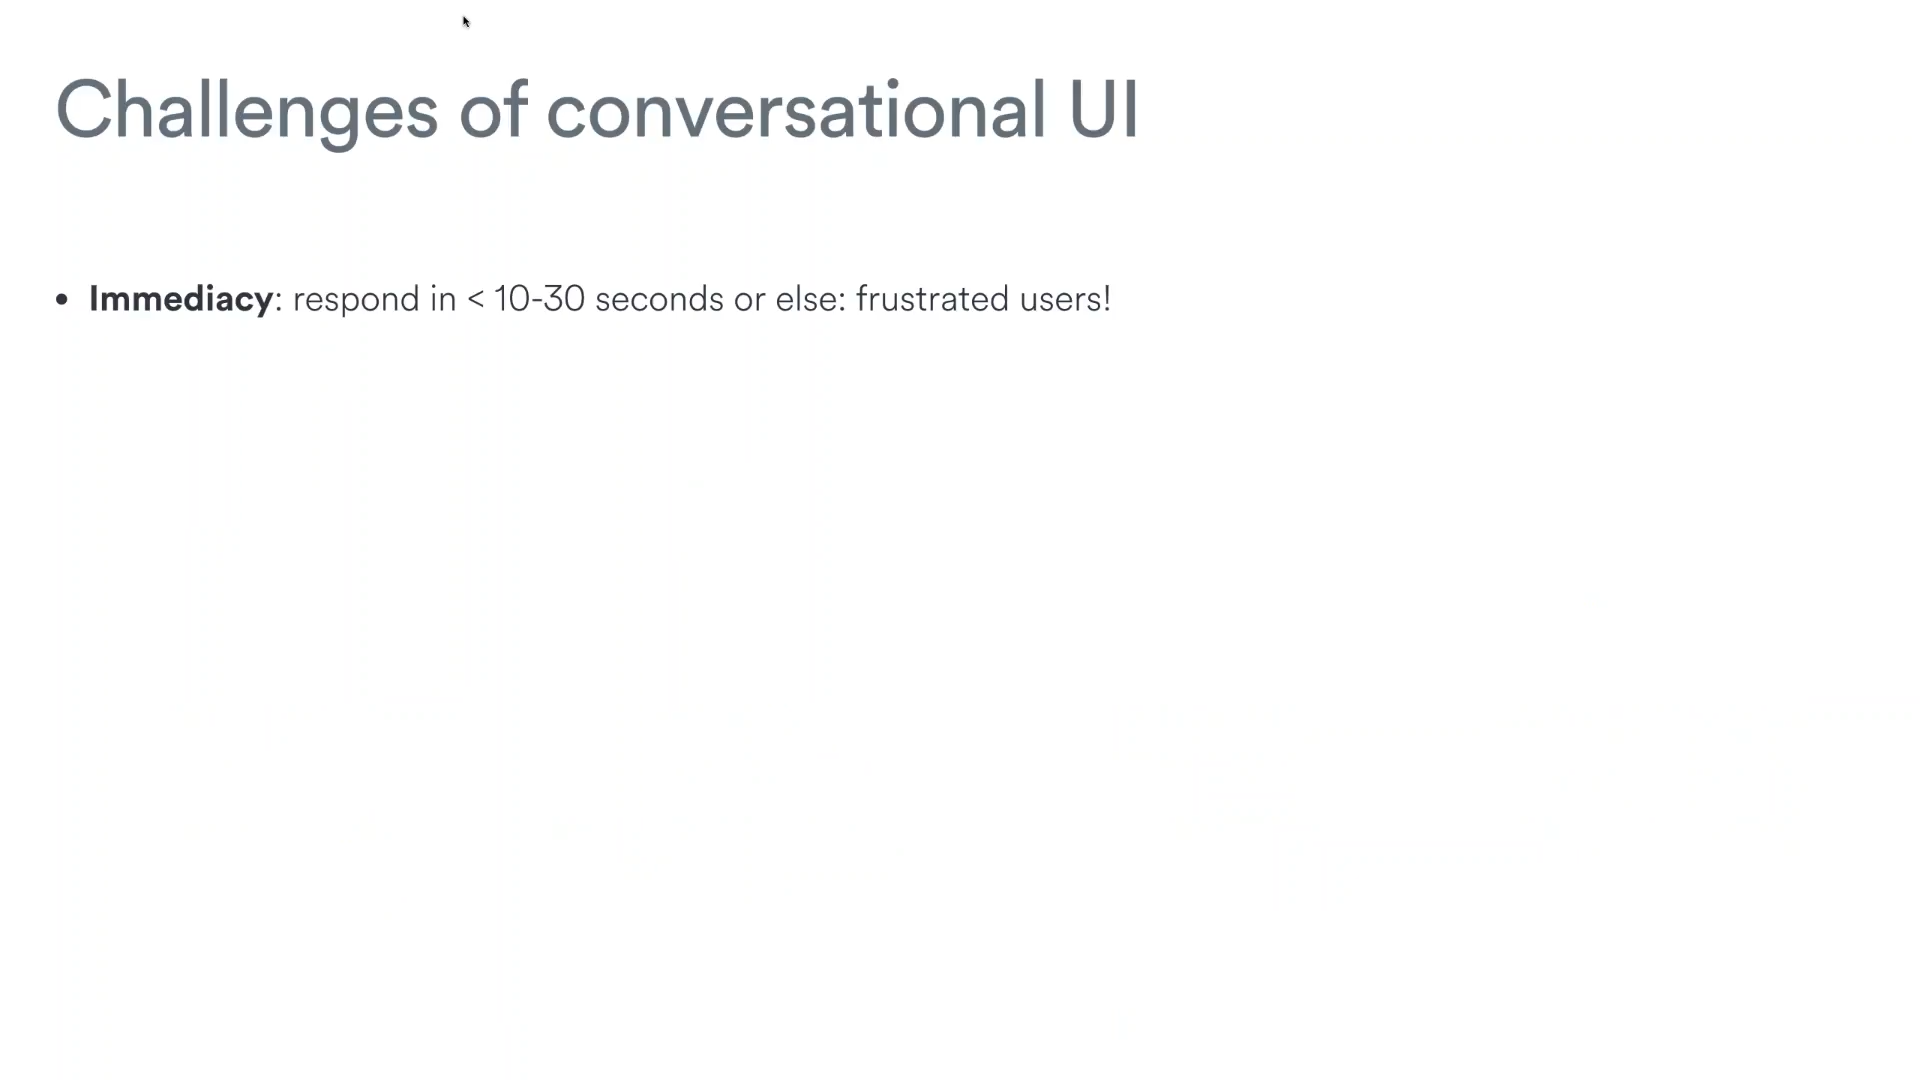 Challenges of conversational UI
• Immediacy: respond in < 10-30 seconds or else: frustrated users!